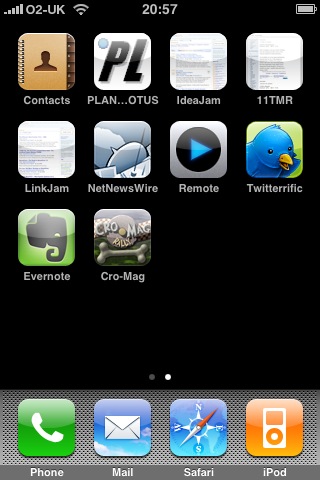 O2-UK 20:57
PL
Contacts PLAN...OTUS IdeaJam 11TMR
LinkJam NetNewsWire Remote Twitterrific
CRO-MAG
RALLY
Evernote Cro-Mag
N
Phone Mail Safari iPod